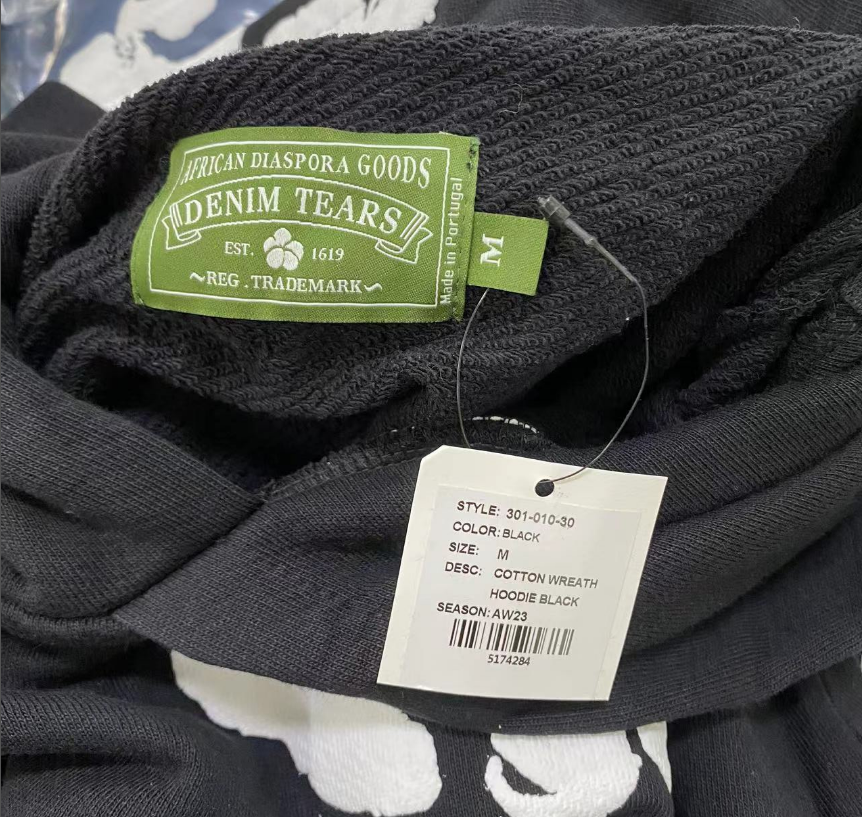 AFRICAN DIASPORA GOODS
DENIM TEARS
EST. 1619
~REG . TRADEMARK~
Made in Portugal
M
STYLE: 301-010-30
COLOR: BLACK
SIZE: M
DESC: COTTON WREATH
HOODIE BLACK
SEASON: AW23
5174284